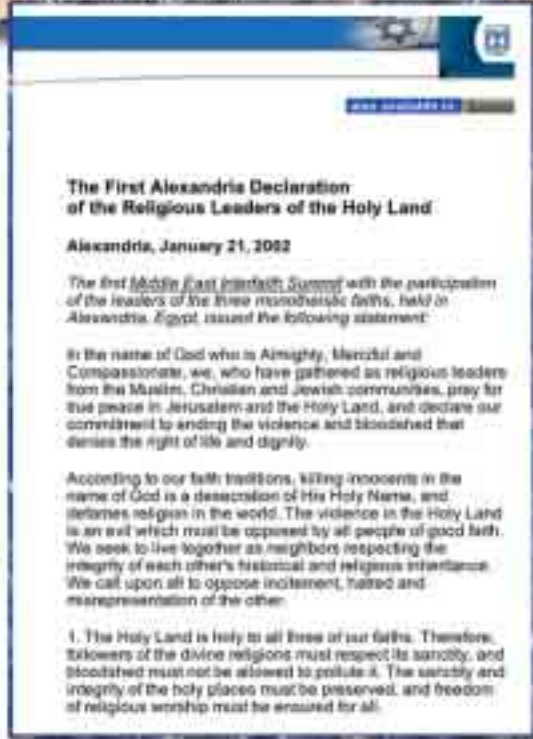 The First Alexandria Declaration
of the Religious Leaders of the Holy Land
Alexandria, January 21, 2002
The first Middle East Interfaith Summit with the participation
of the leaders of the three monotheistic faiths, held in
Alexandria, Egypt, issued the following statement:
In the name of God who is Almighty, Merciful and
Compassionate, we, who have gathered as religious leaders
from the Muslim, Christian and Jewish communities, pray for
true peace in Jerusalem and the Holy Land, and declare our
commitment to ending the violence and bloodshed that
denies the right of life and dignity.
According to our faith traditions, killing innocents in the
name of God is a desecration of His Holy Name, and
defames religion in the world. The violence in the Holy Land
is an evil which must be opposed by all people of good faith.
We seek to live together as neighbors respecting the
integrity of each other's historical and religious inheritance.
We call upon all to oppose incitement, hatred and
misrepresentation of the other.
1. The Holy Land is holy to all three of our faiths. Therefore,
followers of the divine religions must respect its sanctity, and
bloodshed must not be allowed to pollute it. The sanctity and
integrity of the holy places must be preserved, and freedom
of religious worship must be ensured for all.